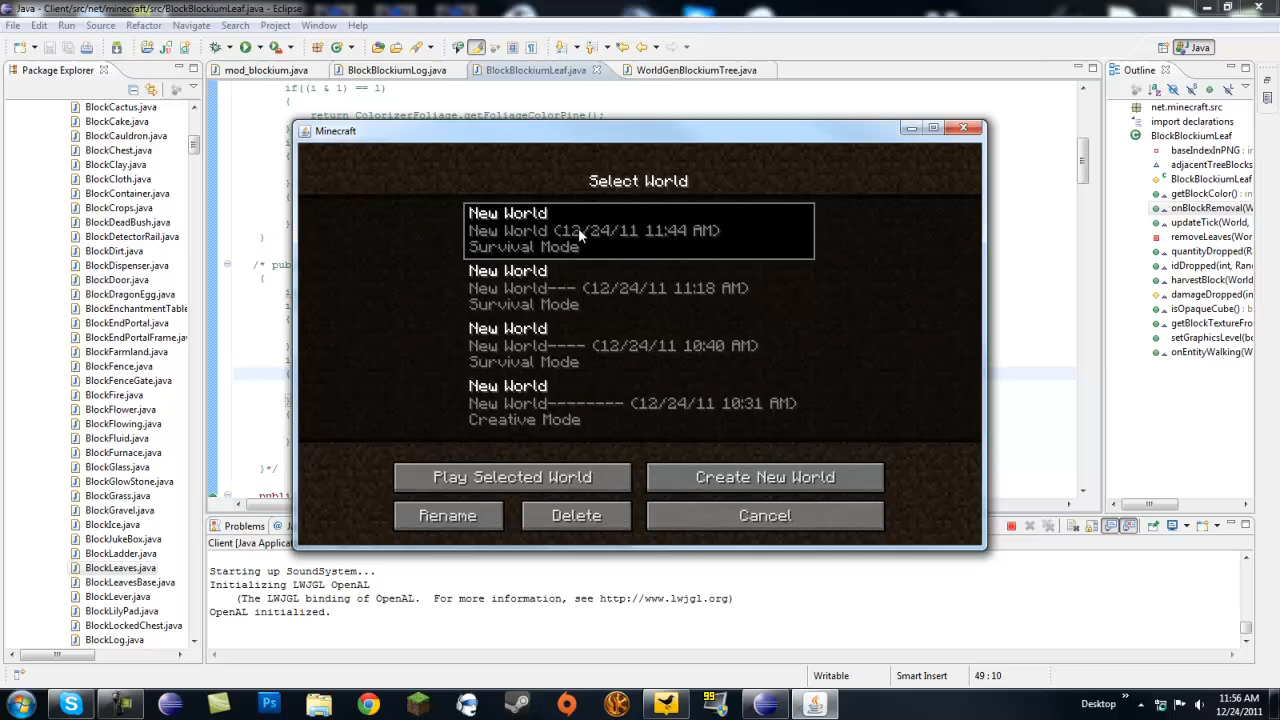 Java - Client/src/net/minecraft/src/BlockBlockiumLeaf.java - Eclipse
File Edit Run Source Refactor Navigate Search Project Window Help
Java
Package Explorer
mod_blockium.java BlockBlockiumLog.java BlockBlockiumLeaf.java WorldGenBlockiumTree.java
Outline
BlockCactus.java
BlockCake.java
BlockCauldron.java
BlockChest.java
BlockClay.java
BlockCloth.java
BlockContainer.java
BlockCrops.java
BlockDeadBush.java
BlockDetectorRail.java
BlockDirt.java
BlockDispenser.java
BlockDoor.java
BlockDragonEgg.java
BlockEnchantmentTable
BlockEndPortal.java
BlockEndPortalFrame.java
BlockFarmland.java
BlockFence.java
BlockFenceGate.java
BlockFire.java
BlockFlower.java
BlockFlowing.java
BlockFluid.java
BlockFurnace.java
BlockGlass.java
BlockGlowStone.java
BlockGrass.java
BlockGravel.java
BlockIce.java
BlockJukeBox.java
BlockLadder.java
BlockLeaves.java
BlockLeavesBase.java
BlockLever.java
BlockLilyPad.java
BlockLockedChest.java
BlockLog.java
if((i & 1) == 1)
{
return ColorizerFoliage.getFoliageColorPine();
}
/* pub
{
}*/
public
Minecraft
Select World
New World
New World (12/24/11 11:44 AM)
Survival Mode
New World
New World--- (12/24/11 11:18 AM)
Survival Mode
New World
New World---- (12/24/11 10:40 AM)
Survival Mode
New World
New World-------- (12/24/11 10:31 AM)
Creative Mode
Play Selected World Create New World
Rename Delete Cancel
net.minecraft.src
import declarations
BlockBlockiumLeaf
baseIndexInPNG
adjacentTreeBlocks
BlockBlockiumLeaf
getBlockColor()
onBlockRemoval(W
updateTick(World,
removeLeaves(Wor
quantityDropped(
idDropped(int, Ran
harvestBlock(World
damageDropped(in
isOpaqueCube()
getBlockTextureFro
setGraphicsLevel(bo
onEntityWalking(W
Problems
Client [Java Applica
Starting up SoundSystem...
Initializing LWJGL OpenAL
(The LWJGL binding of OpenAL. For more information, see http://www.lwjgl.org)
OpenAL initialized.
Writable Smart Insert 49 : 10
Desktop
11:56 AM
12/24/2011